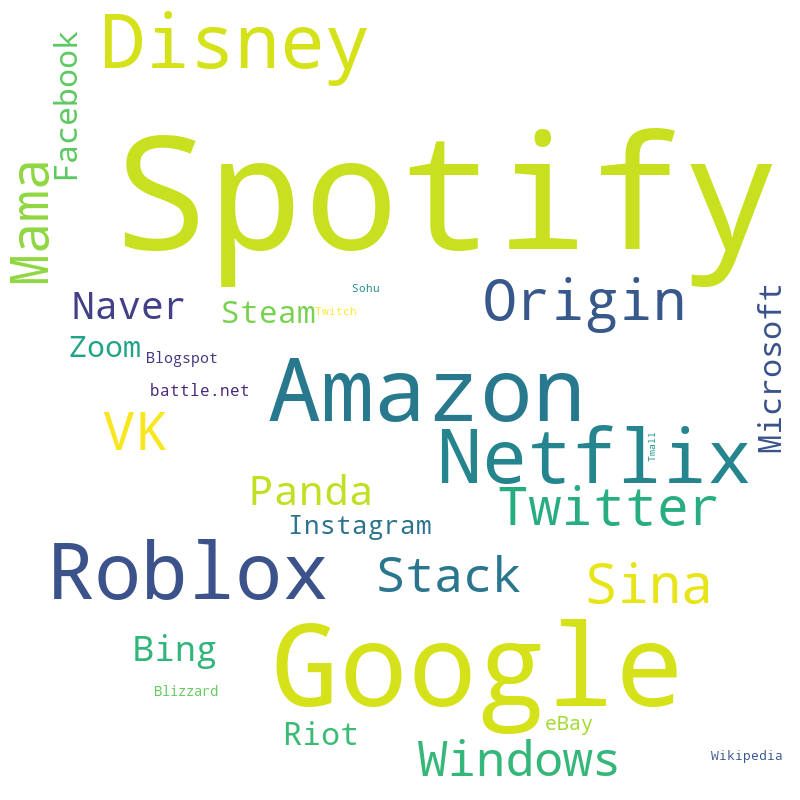 Disney
Facebook
Spotify
Mama
Naver
Steam
Sohu
Twitch
Origin
Microsoft
Zoom
Blogspot
battle.net
Amazon
VK
Netflix
Tmall
Panda
Twitter
Instagram
Roblox
Stack
Sina
Bing
Google
Blizzard
Riot
eBay
Windows
Wikipedia